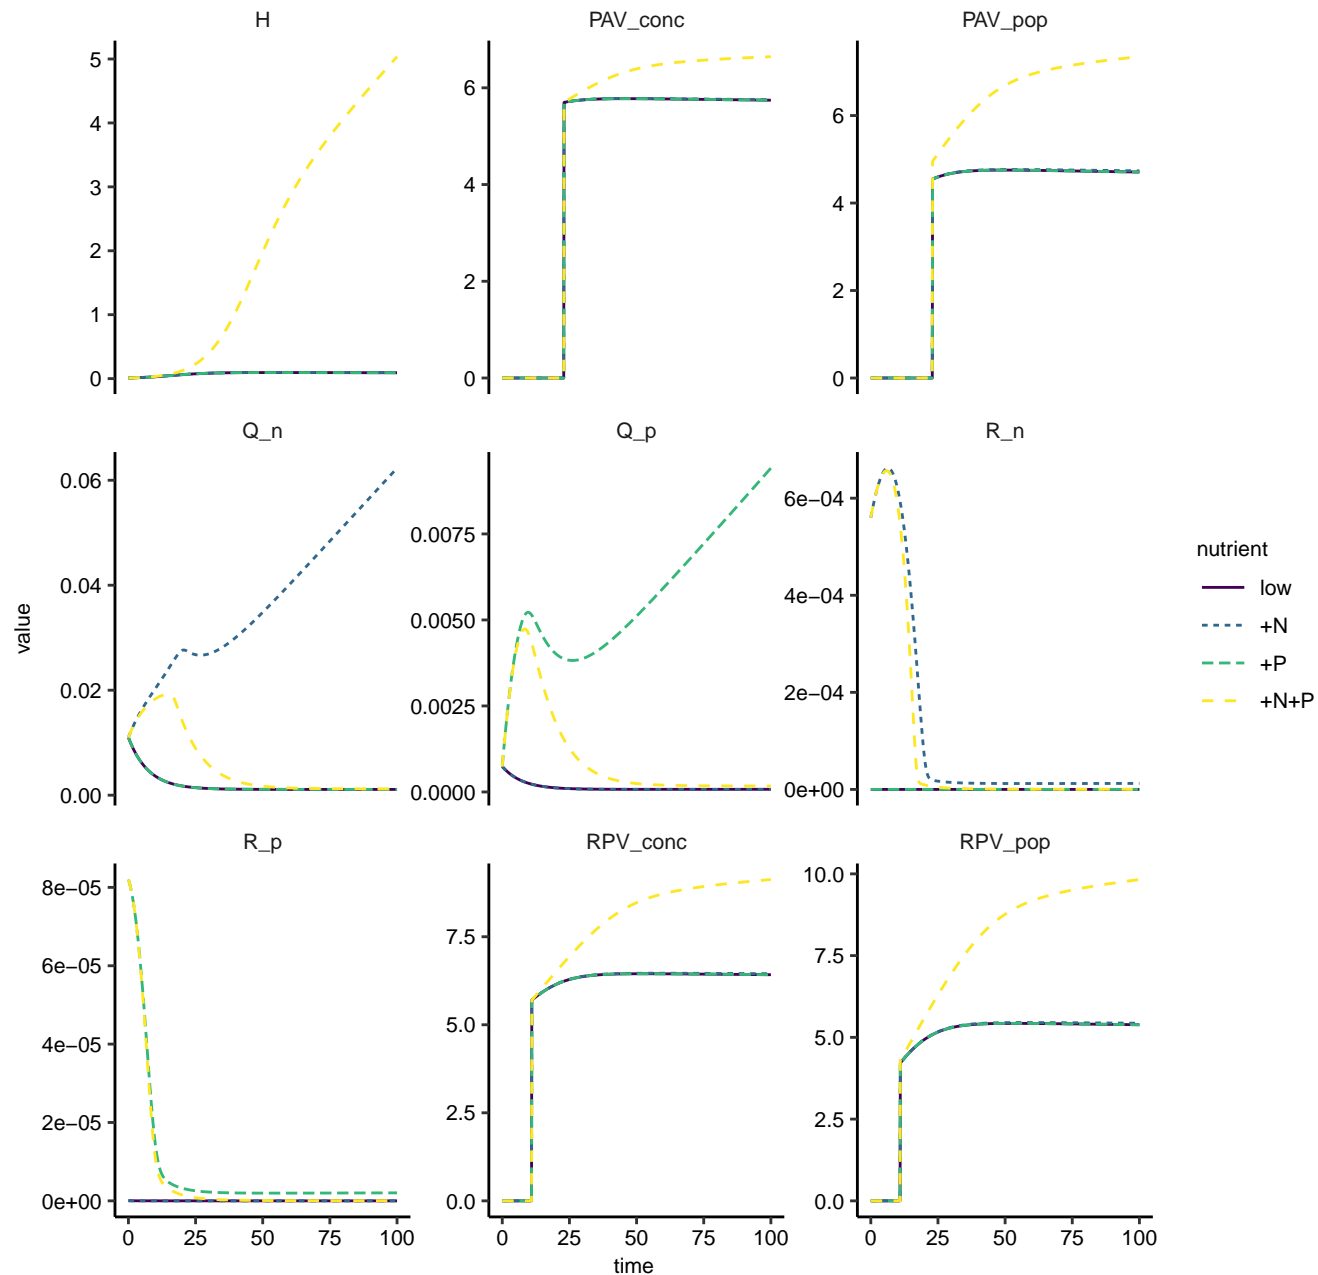 H
PAV_conc
PAV_pop
5
4
3
2
1
0
6
4
2
0
6
4
2
0
Q_n
Q_p
R_n
0.06
0.04
0.02
0.00
0.0075
0.0050
0.0025
0.0000
6e−04
4e−04
2e−04
0e+00
value
nutrient
low
+N
+P
+N+P
R_p
RPV_conc
RPV_pop
8e−05
6e−05
4e−05
2e−05
0e+00
7.5
5.0
2.5
0.0
10.0
7.5
5.0
2.5
0.0
0 25 50 75 100
0 25 50 75 100
0 25 50 75 100
time